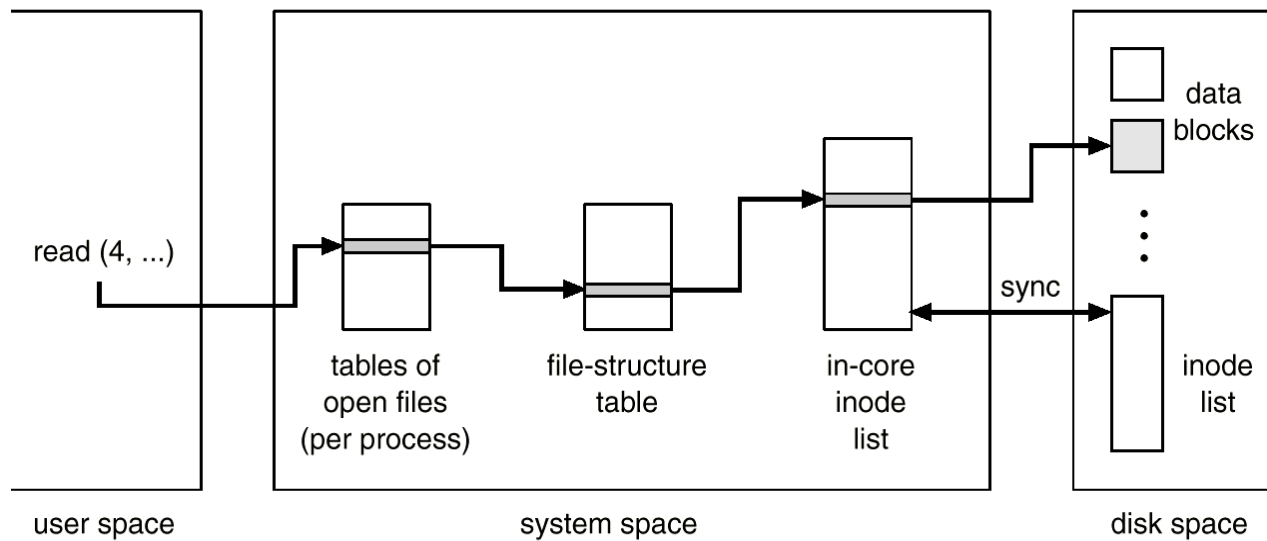 read (4, ...)
tables of
open files
(per process)
file-structure
table
in-core
inode
list
sync
data
blocks
inode
list
user space
system space
disk space